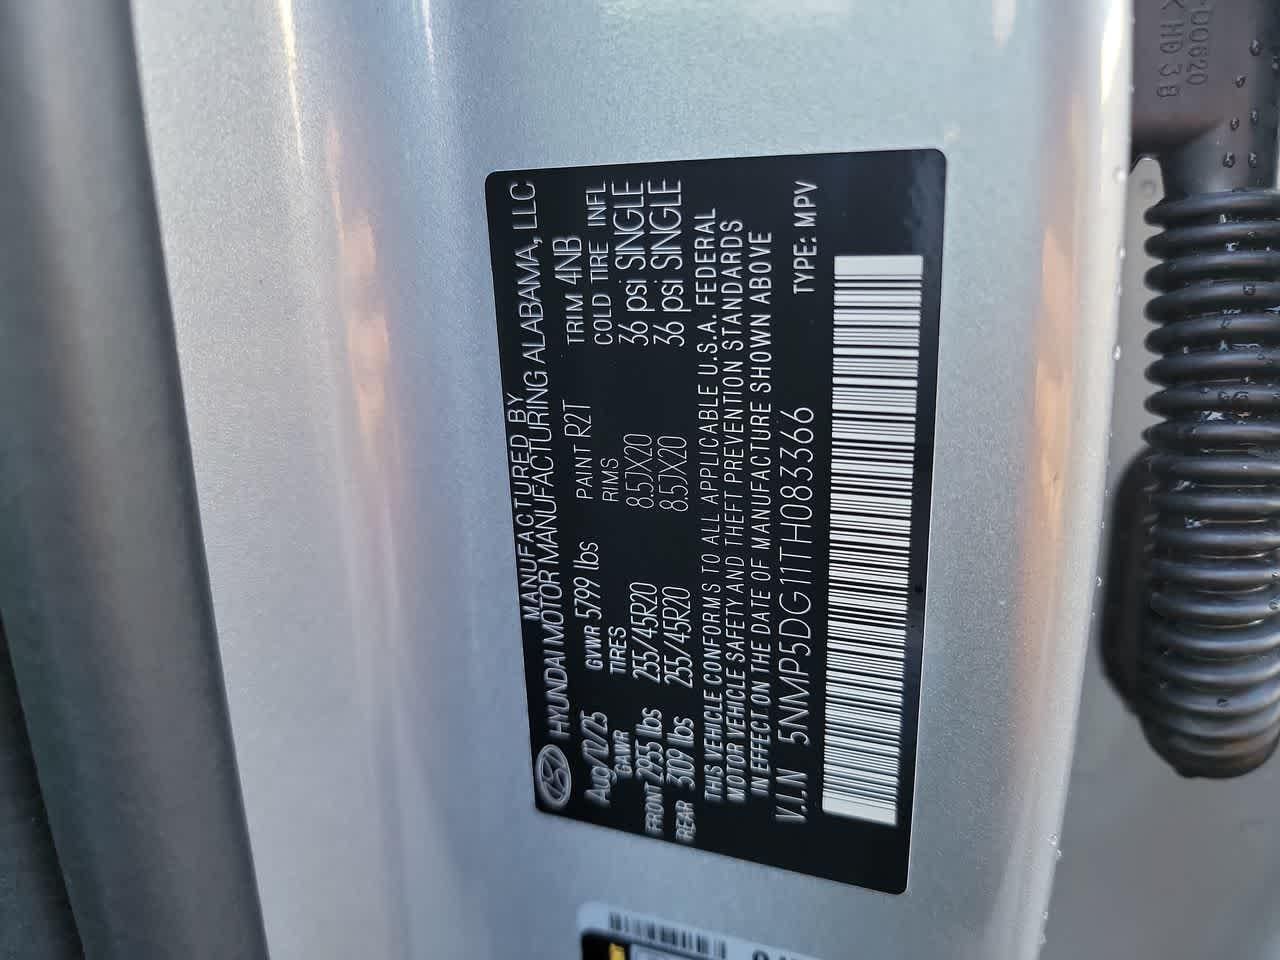 MANUFACTURED BY
HYUNDAI MOTOR MANUFACTURING ALABAMA, LLC
Aug/12/25 GVWR 5799 lbs PAINT R2T TRIM 4NB
GAWR TIRES RIMS COLD TIRE INFL
FRONT 2955 lbs 255/45R20 8.5JX20 36 psi SINGLE
REAR 3109 lbs 255/45R20 8.5JX20 36 psi SINGLE
THIS VEHICLE CONFORMS TO ALL APPLICABLE U.S.A. FEDERAL
MOTOR VEHICLE SAFETY AND THEFT PREVENTION STANDARDS
IN EFFECT ON THE DATE OF MANUFACTURE SHOWN ABOVE
V.I.N 5NMP5DG11TH083366 TYPE: MPV